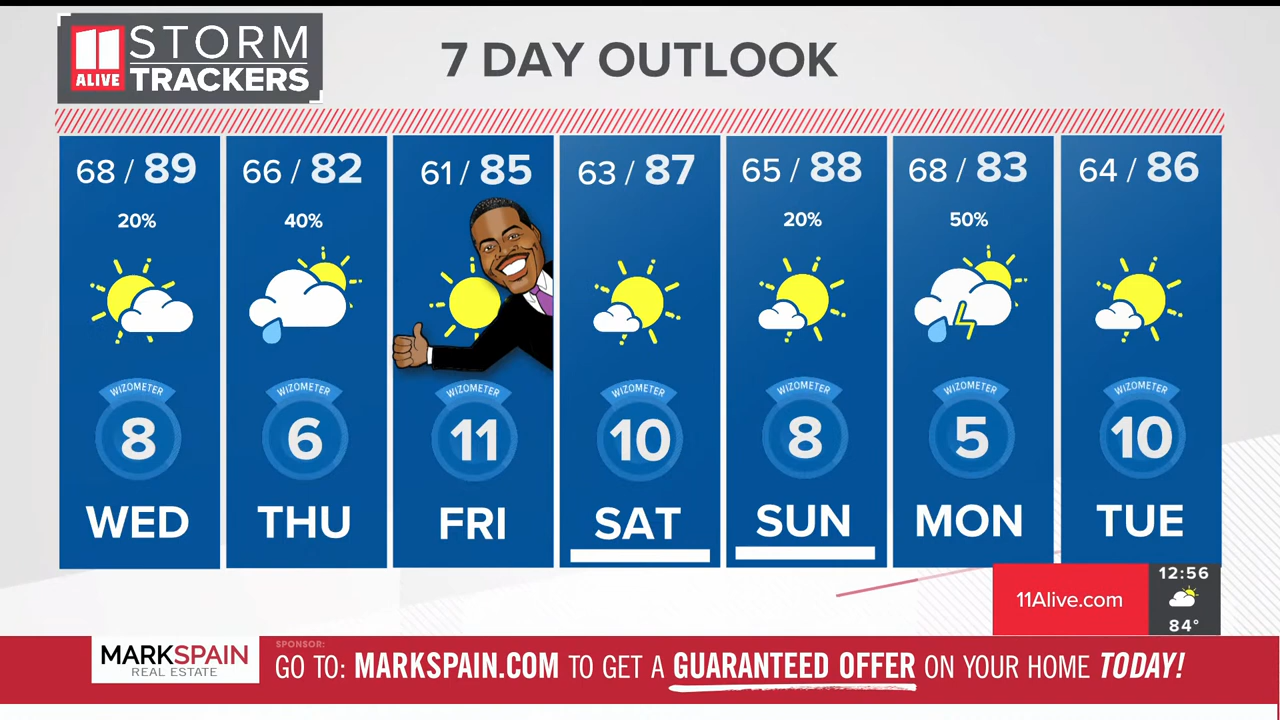 11
ALIVE
STORM
TRACKERS
7 DAY OUTLOOK
68 / 89
20%
WIZOMETER
8
WED
66 / 82
40%
WIZOMETER
6
THU
61 / 85
WIZOMETER
11
FRI
63 / 87
WIZOMETER
10
SAT
65 / 88
20%
WIZOMETER
8
SUN
68 / 83
50%
WIZOMETER
5
MON
64 / 86
WIZOMETER
10
TUE
11Alive.com
12:56
84°
MARKSPAIN
REAL ESTATE
SPONSOR:
GO TO: MARKSPAIN.COM TO GET A GUARANTEED OFFER ON YOUR HOME TODAY!